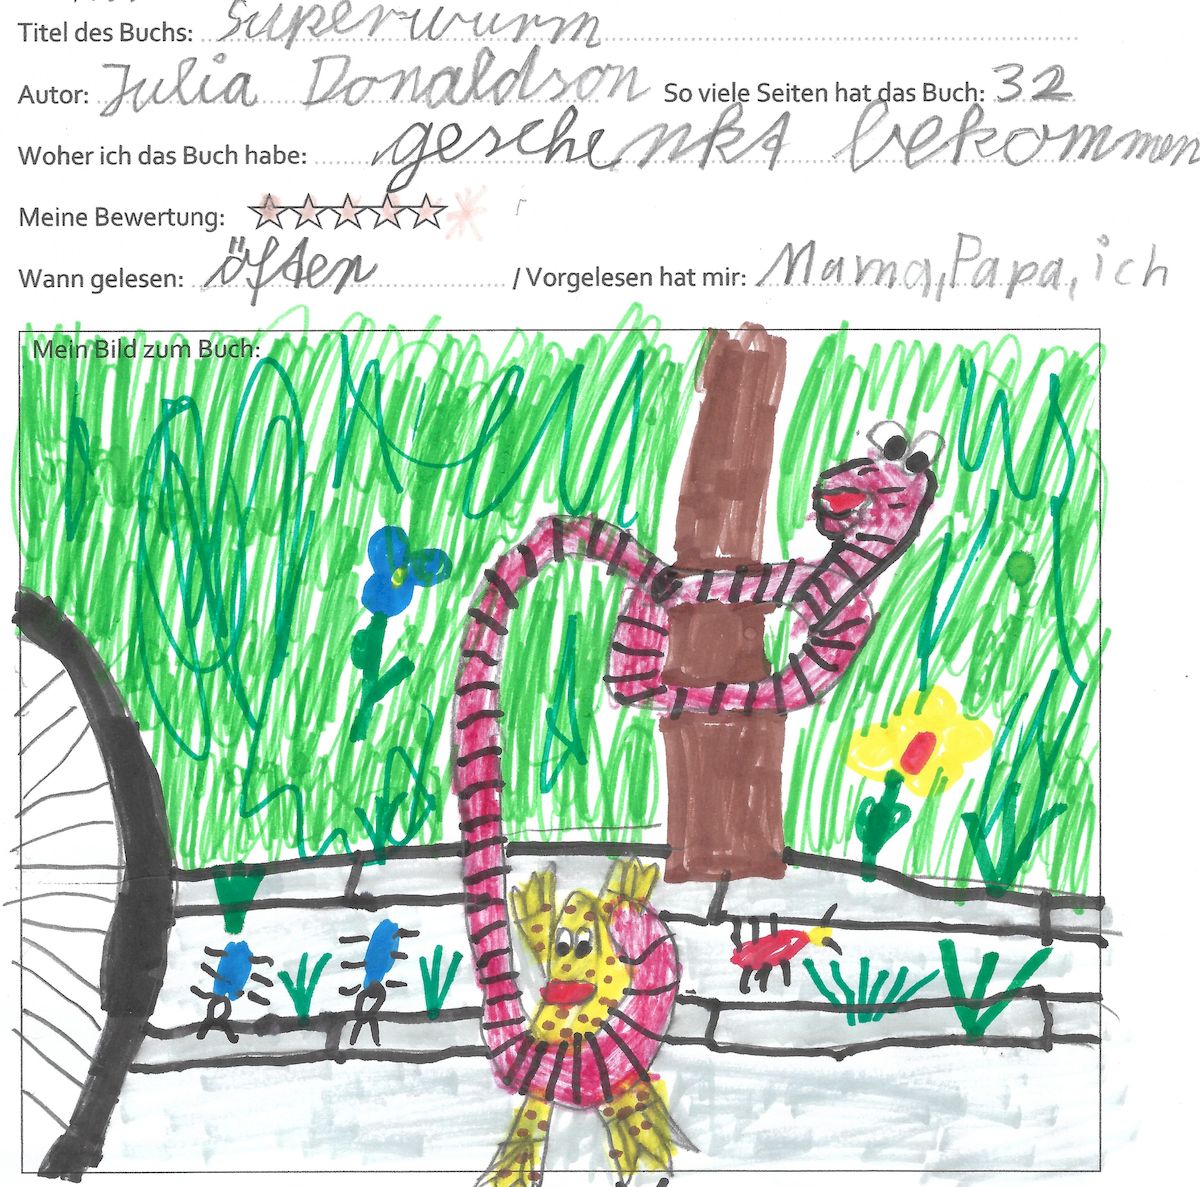 Titel des Buchs: Superwurm
Autor: Julia Donaldson So viele Seiten hat das Buch: 32
Woher ich das Buch habe: geschenkt bekommen
Meine Bewertung:
Wann gelesen: öfter / Vorgelesen hat mir: Mama, Papa, ich
Mein Bild zum Buch: